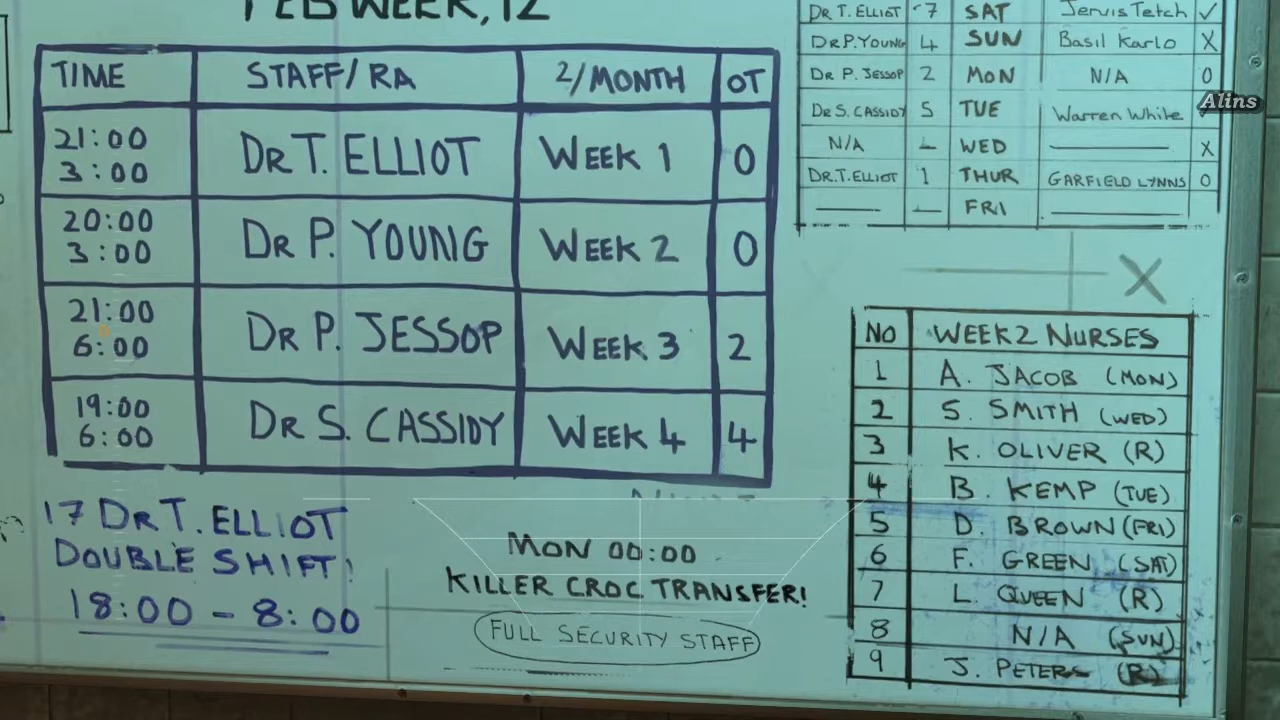 FEB WEEK, 12
TIME STAFF/RA 2/MONTH OT
21:00
3:00
DR T. ELLIOT WEEK 1 0
20:00
3:00
DR P. YOUNG WEEK 2 0
21:00
6:00
DR P. JESSOP WEEK 3 2
19:00
6:00
DR S. CASSIDY WEEK 4 4
17 DR T. ELLIOT
DOUBLE SHIFT!
18:00 - 8:00
MON 00:00
KILLER CROC TRANSFER!
FULL SECURITY STAFF
DR T. ELLIOT 7 SAT Jervis Tetch ✓
DR P. YOUNG 4 SUN Basil Karlo X
DR P. JESSOP 2 MON N/A O
DR S. CASSIDY 5 TUE Warren White
Alins
N/A WED X
DR. T. ELLIOT 1 THUR GARFIELD LYNNS O
FRI
X
NO WEEK 2 NURSES
1 A. JACOB (MON)
2 S. SMITH (WED)
3 K. OLIVER (R)
4 B. KEMP (TUE)
5 D. BROWN (FRI)
6 F. GREEN (SAT)
7 L. QUEEN (R)
8 N/A (SUN)
9 J. PETERS (R)